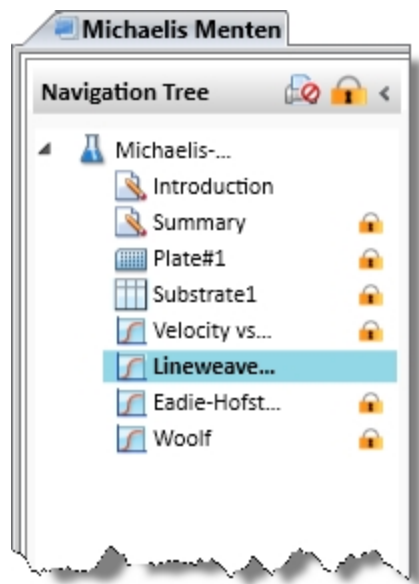 Michaelis Menten
Navigation Tree
Michaelis-...
Introduction
Summary
Plate#1
Substrate1
Velocity vs...
Lineweave...
Eadie-Hofst...
Woolf